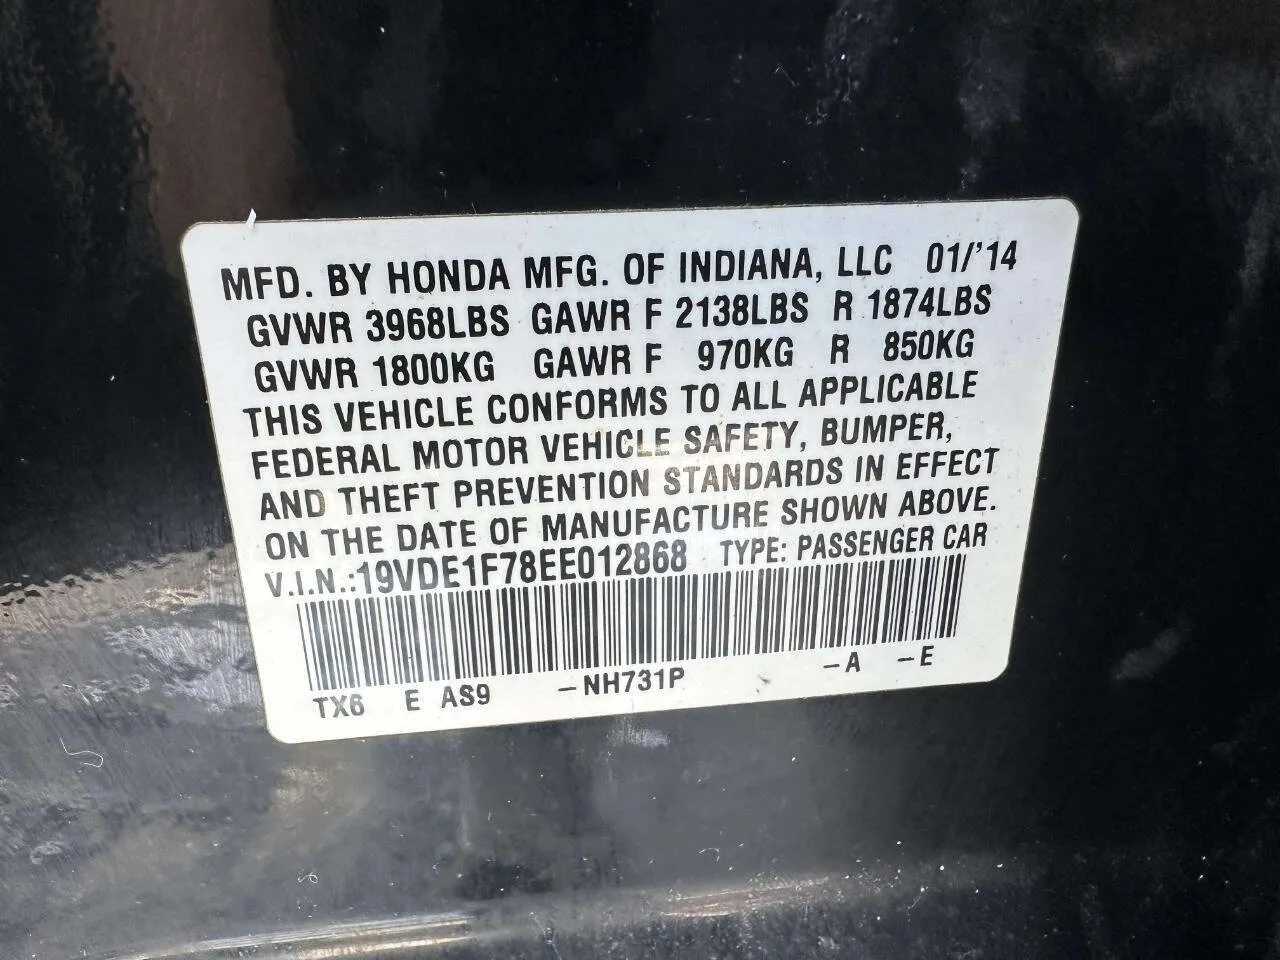 MFD. BY HONDA MFG. OF INDIANA, LLC 01/'14
GVWR 3968LBS GAWR F 2138LBS R 1874LBS
GVWR 1800KG GAWR F 970KG R 850KG
THIS VEHICLE CONFORMS TO ALL APPLICABLE
FEDERAL MOTOR VEHICLE SAFETY, BUMPER,
AND THEFT PREVENTION STANDARDS IN EFFECT
ON THE DATE OF MANUFACTURE SHOWN ABOVE.
V.I.N.:19VDE1F78EE012868 TYPE: PASSENGER CAR
TX6 E AS9 -NH731P -A -E